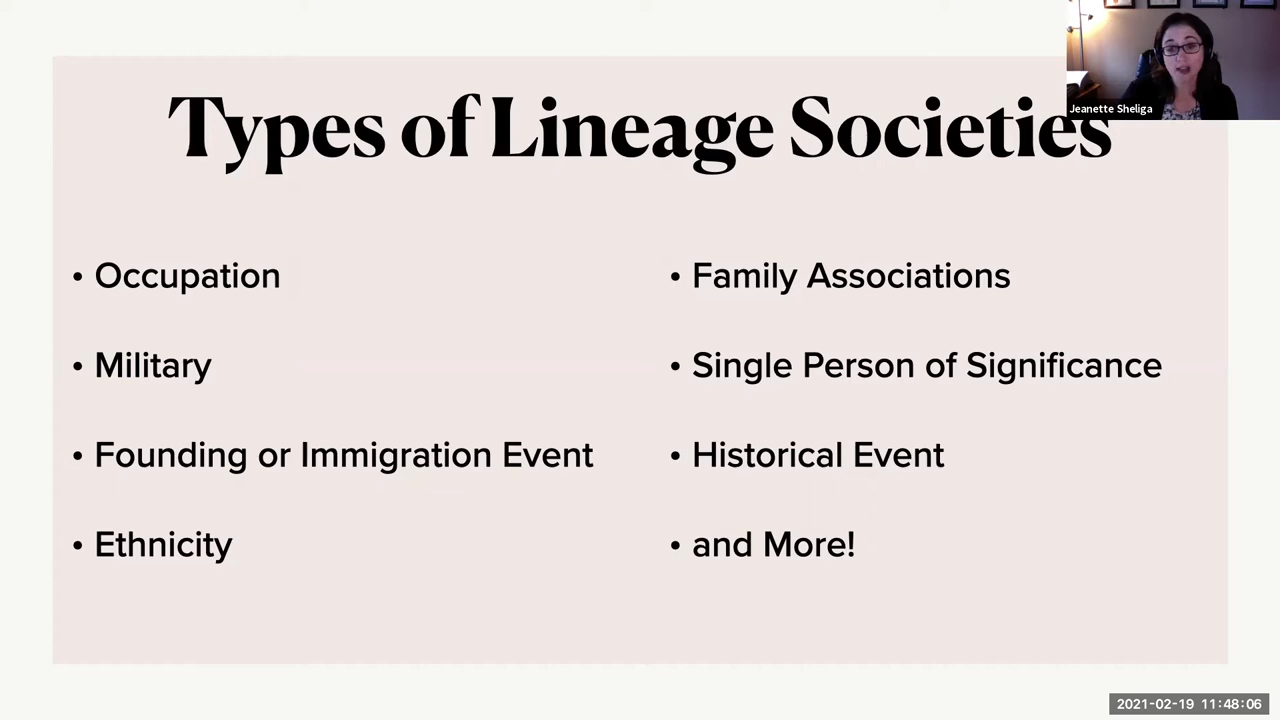 Jeanette Sheliga
Types of Lineage Societies
• Occupation
• Military
• Founding or Immigration Event
• Ethnicity
• Family Associations
• Single Person of Significance
• Historical Event
• and More!
2021-02-19 11:48:06